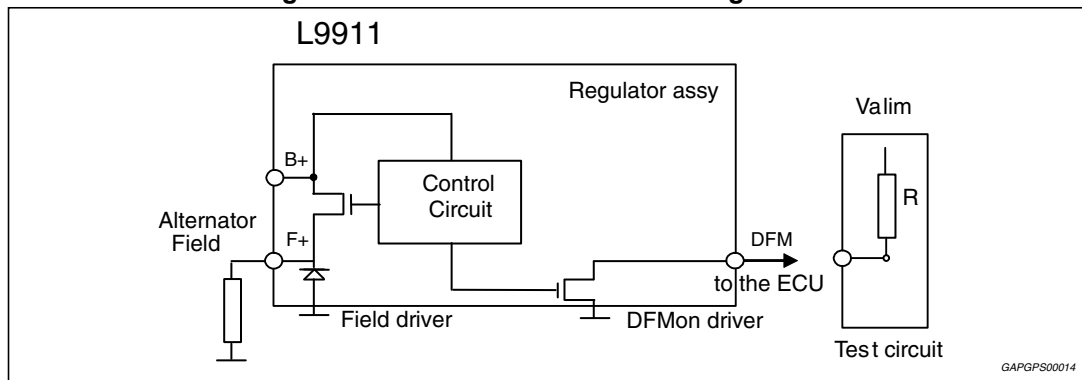 L9911
Regulator assy
Valim
B+
Control
Circuit
R
Alternator
Field
F+
DFM
to the ECU
Field driver
DFMon driver
Test circuit
GAPGPS00014